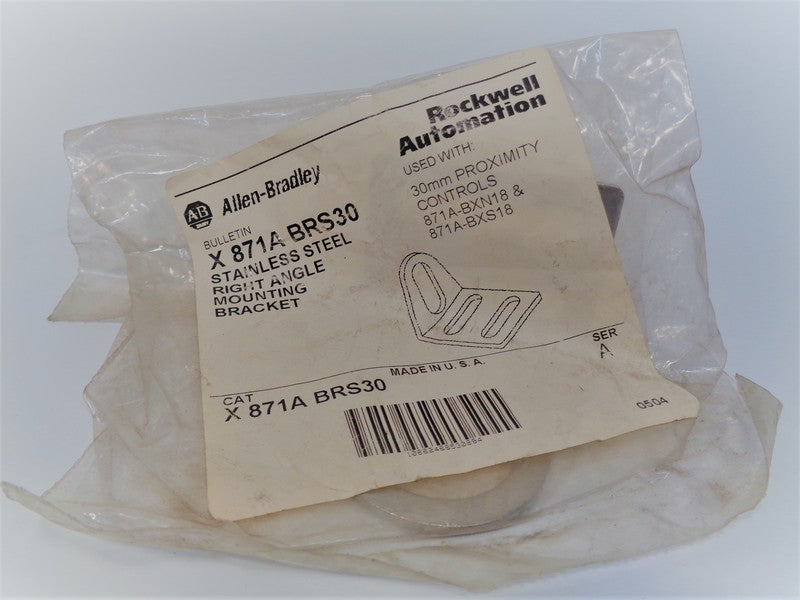 Rockwell
Automation
USED WITH:
30mm PROXIMITY
CONTROLS
871A-BXN18 &
871A-BXS18
AB
Allen-Bradley
BULLETIN
X 871A BRS30
STAINLESS STEEL
RIGHT ANGLE
MOUNTING
BRACKET
MADE IN U. S. A.
SER
A
CAT
X 871A BRS30
0504